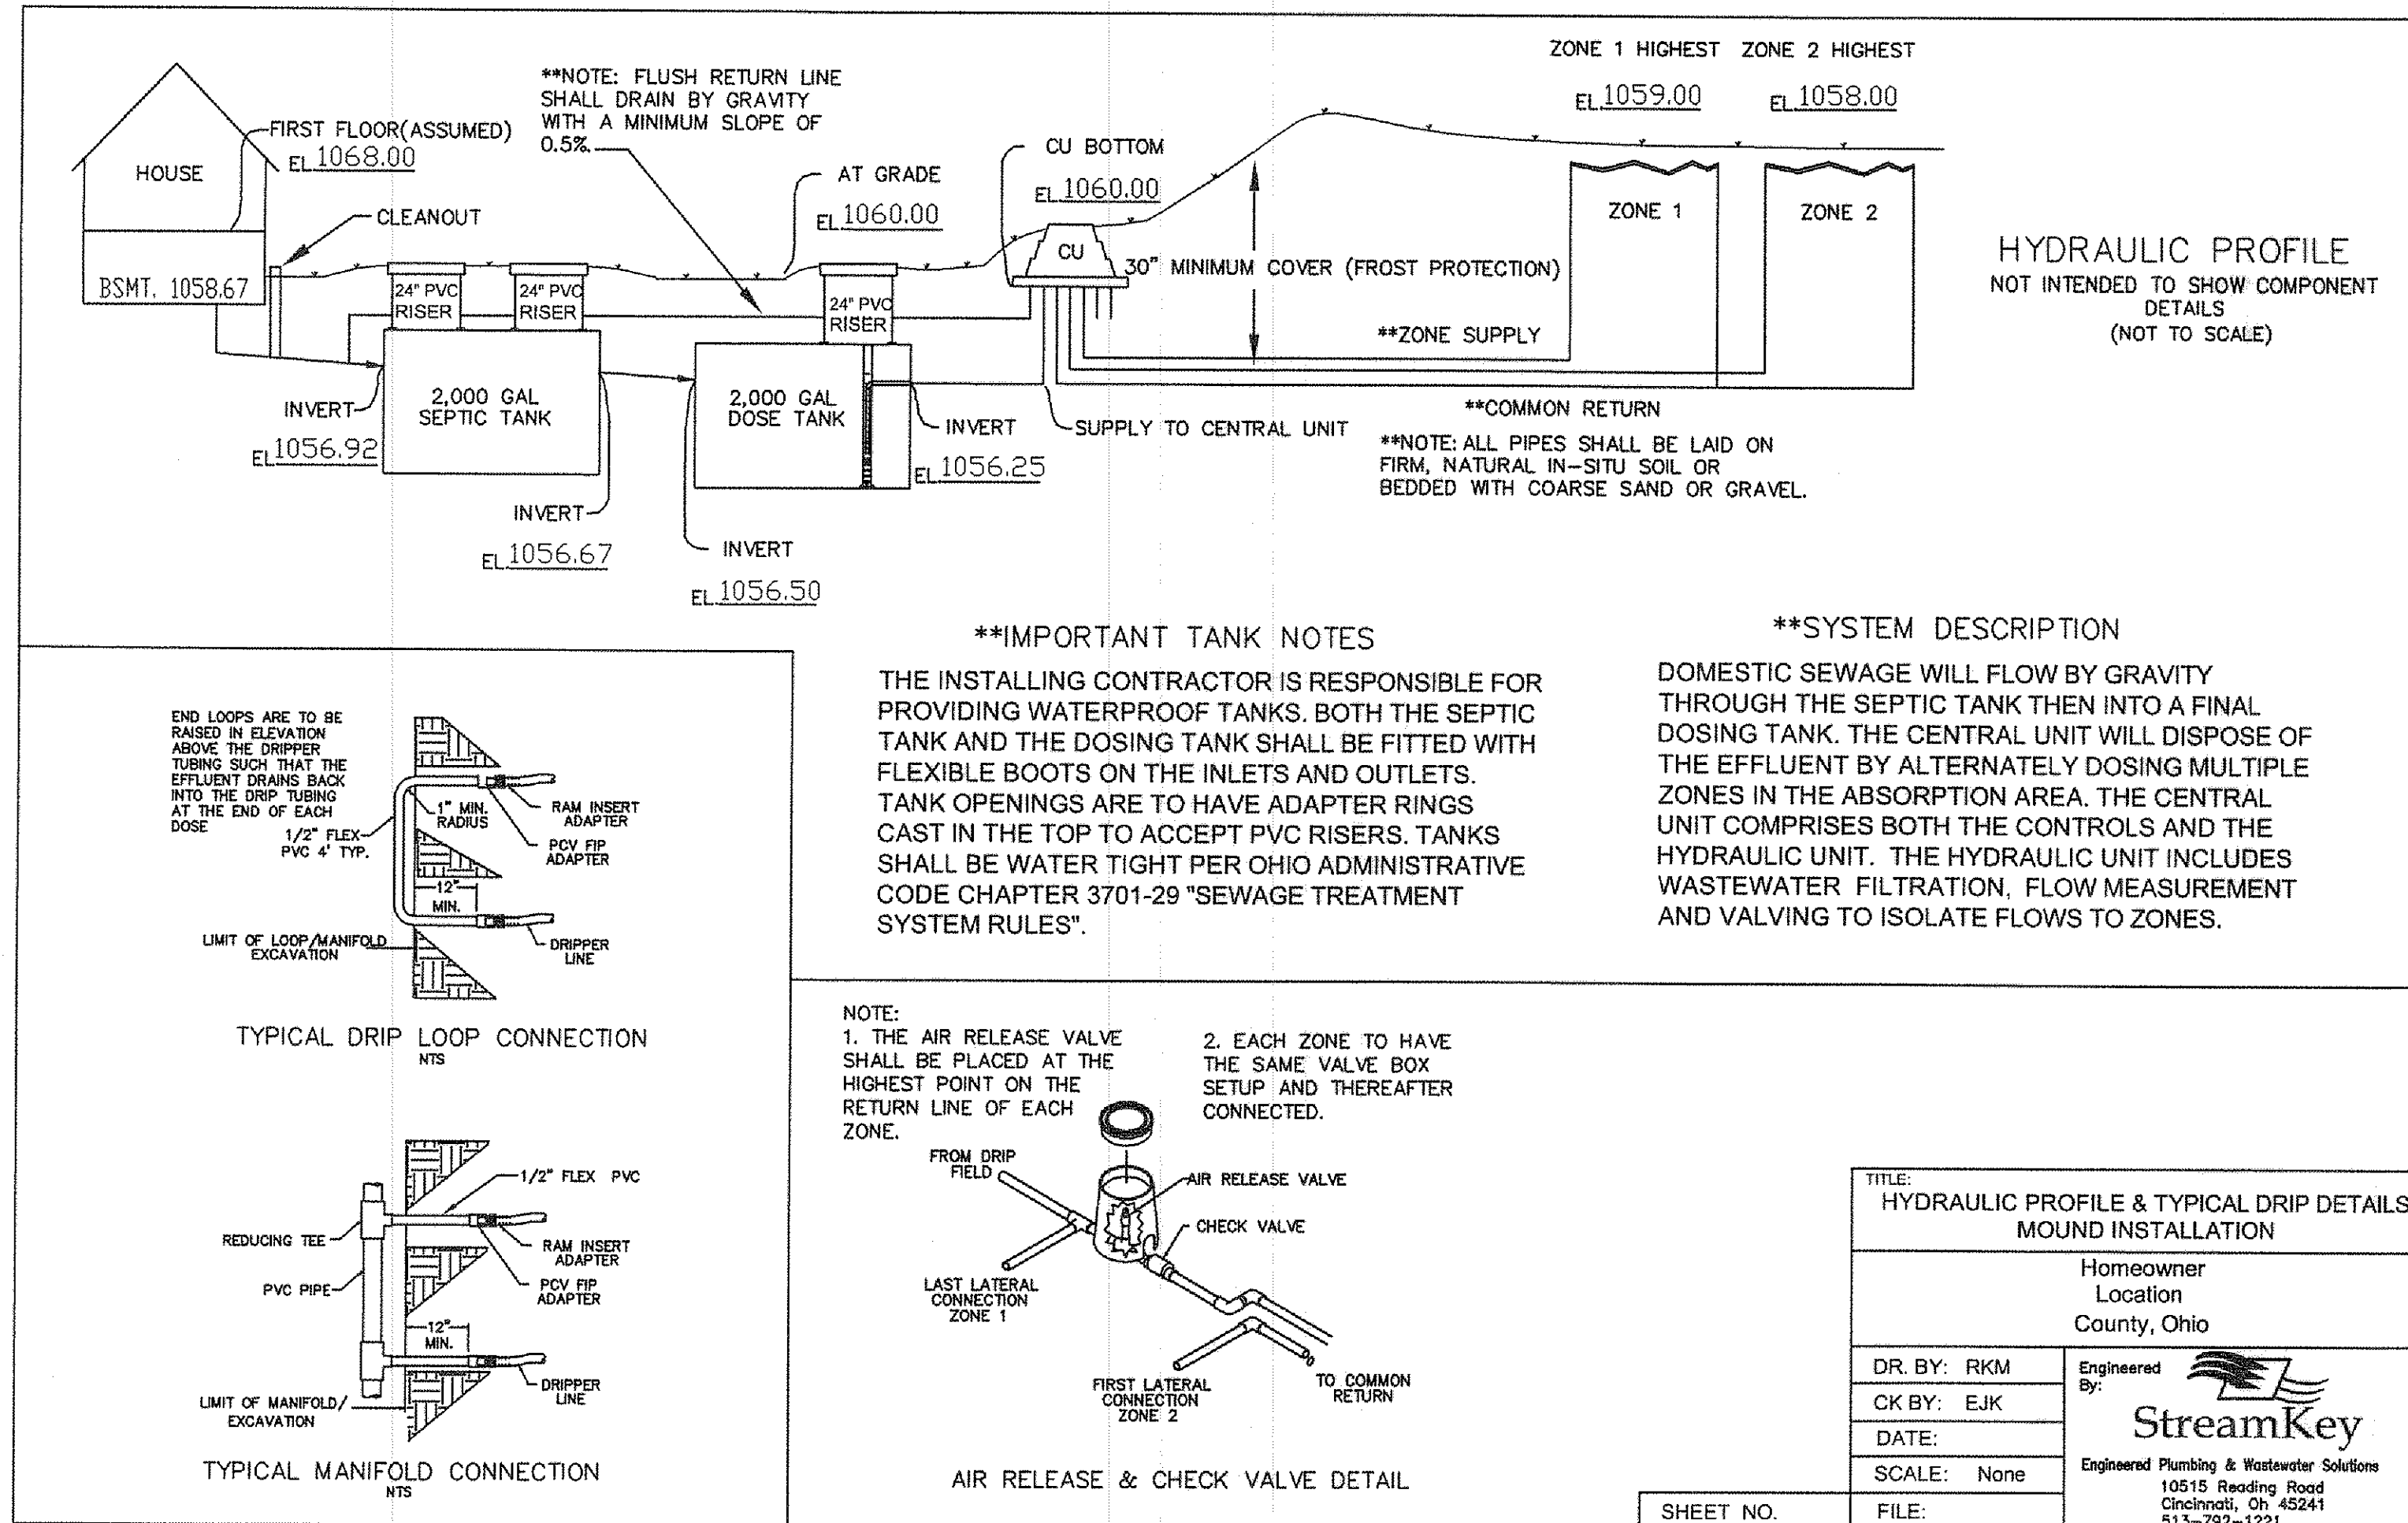 ZONE 1 HIGHEST ZONE 2 HIGHEST
EL.1059.00 EL.1058.00
**NOTE: FLUSH RETURN LINE
SHALL DRAIN BY GRAVITY
WITH A MINIMUM SLOPE OF
0.5%.
FIRST FLOOR(ASSUMED)
EL.1068.00
HOUSE
CLEANOUT
BSMT. 1058.67
AT GRADE
EL.1060.00
CU BOTTOM
EL.1060.00
CU
30" MINIMUM COVER (FROST PROTECTION)
ZONE 1
ZONE 2
24" PVC
RISER
24" PVC
RISER
24" PVC
RISER
**ZONE SUPPLY
HYDRAULIC PROFILE
NOT INTENDED TO SHOW COMPONENT
DETAILS
(NOT TO SCALE)
INVERT
EL.1056.92
2,000 GAL
SEPTIC TANK
2,000 GAL
DOSE TANK
INVERT
EL.1056.25
SUPPLY TO CENTRAL UNIT
**COMMON RETURN
**NOTE: ALL PIPES SHALL BE LAID ON
FIRM, NATURAL IN-SITU SOIL OR
BEDDED WITH COARSE SAND OR GRAVEL.
INVERT
EL.1056.67
INVERT
EL.1056.50
**IMPORTANT TANK NOTES
THE INSTALLING CONTRACTOR IS RESPONSIBLE FOR
PROVIDING WATERPROOF TANKS. BOTH THE SEPTIC
TANK AND THE DOSING TANK SHALL BE FITTED WITH
FLEXIBLE BOOTS ON THE INLETS AND OUTLETS.
TANK OPENINGS ARE TO HAVE ADAPTER RINGS
CAST IN THE TOP TO ACCEPT PVC RISERS. TANKS
SHALL BE WATER TIGHT PER OHIO ADMINISTRATIVE
CODE CHAPTER 3701-29 "SEWAGE TREATMENT
SYSTEM RULES".
**SYSTEM DESCRIPTION
DOMESTIC SEWAGE WILL FLOW BY GRAVITY
THROUGH THE SEPTIC TANK THEN INTO A FINAL
DOSING TANK. THE CENTRAL UNIT WILL DISPOSE OF
THE EFFLUENT BY ALTERNATELY DOSING MULTIPLE
ZONES IN THE ABSORPTION AREA. THE CENTRAL
UNIT COMPRISES BOTH THE CONTROLS AND THE
HYDRAULIC UNIT. THE HYDRAULIC UNIT INCLUDES
WASTEWATER FILTRATION, FLOW MEASUREMENT
AND VALVING TO ISOLATE FLOWS TO ZONES.
END LOOPS ARE TO BE
RAISED IN ELEVATION
ABOVE THE DRIPPER
TUBING SUCH THAT THE
EFFLUENT DRAINS BACK
INTO THE DRIP TUBING
AT THE END OF EACH
DOSE
1/2" FLEX
PVC 4' TYP.
1" MIN.
RADIUS
RAM INSERT
ADAPTER
PCV FIP
ADAPTER
12"
MIN.
LIMIT OF LOOP/MANIFOLD
EXCAVATION
DRIPPER
LINE
TYPICAL DRIP LOOP CONNECTION
NTS
1/2" FLEX PVC
REDUCING TEE
RAM INSERT
ADAPTER
PVC PIPE
PCV FIP
ADAPTER
12"
MIN.
DRIPPER
LINE
LIMIT OF MANIFOLD/
EXCAVATION
TYPICAL MANIFOLD CONNECTION
NTS
NOTE:
1. THE AIR RELEASE VALVE
SHALL BE PLACED AT THE
HIGHEST POINT ON THE
RETURN LINE OF EACH
ZONE.
2. EACH ZONE TO HAVE
THE SAME VALVE BOX
SETUP AND THEREAFTER
CONNECTED.
FROM DRIP
FIELD
AIR RELEASE VALVE
CHECK VALVE
LAST LATERAL
CONNECTION
ZONE 1
FIRST LATERAL
CONNECTION
ZONE 2
TO COMMON
RETURN
AIR RELEASE & CHECK VALVE DETAIL
TITLE:
HYDRAULIC PROFILE & TYPICAL DRIP DETAILS
MOUND INSTALLATION
Homeowner
Location
County, Ohio
DR. BY: RKM
CK BY: EJK
DATE:
SCALE: None
SHEET NO.
FILE:
Engineered
By:
StreamKey
Engineered Plumbing & Wastewater Solutions
10515 Reading Road
Cincinnati, Oh 45241
513-792-1221